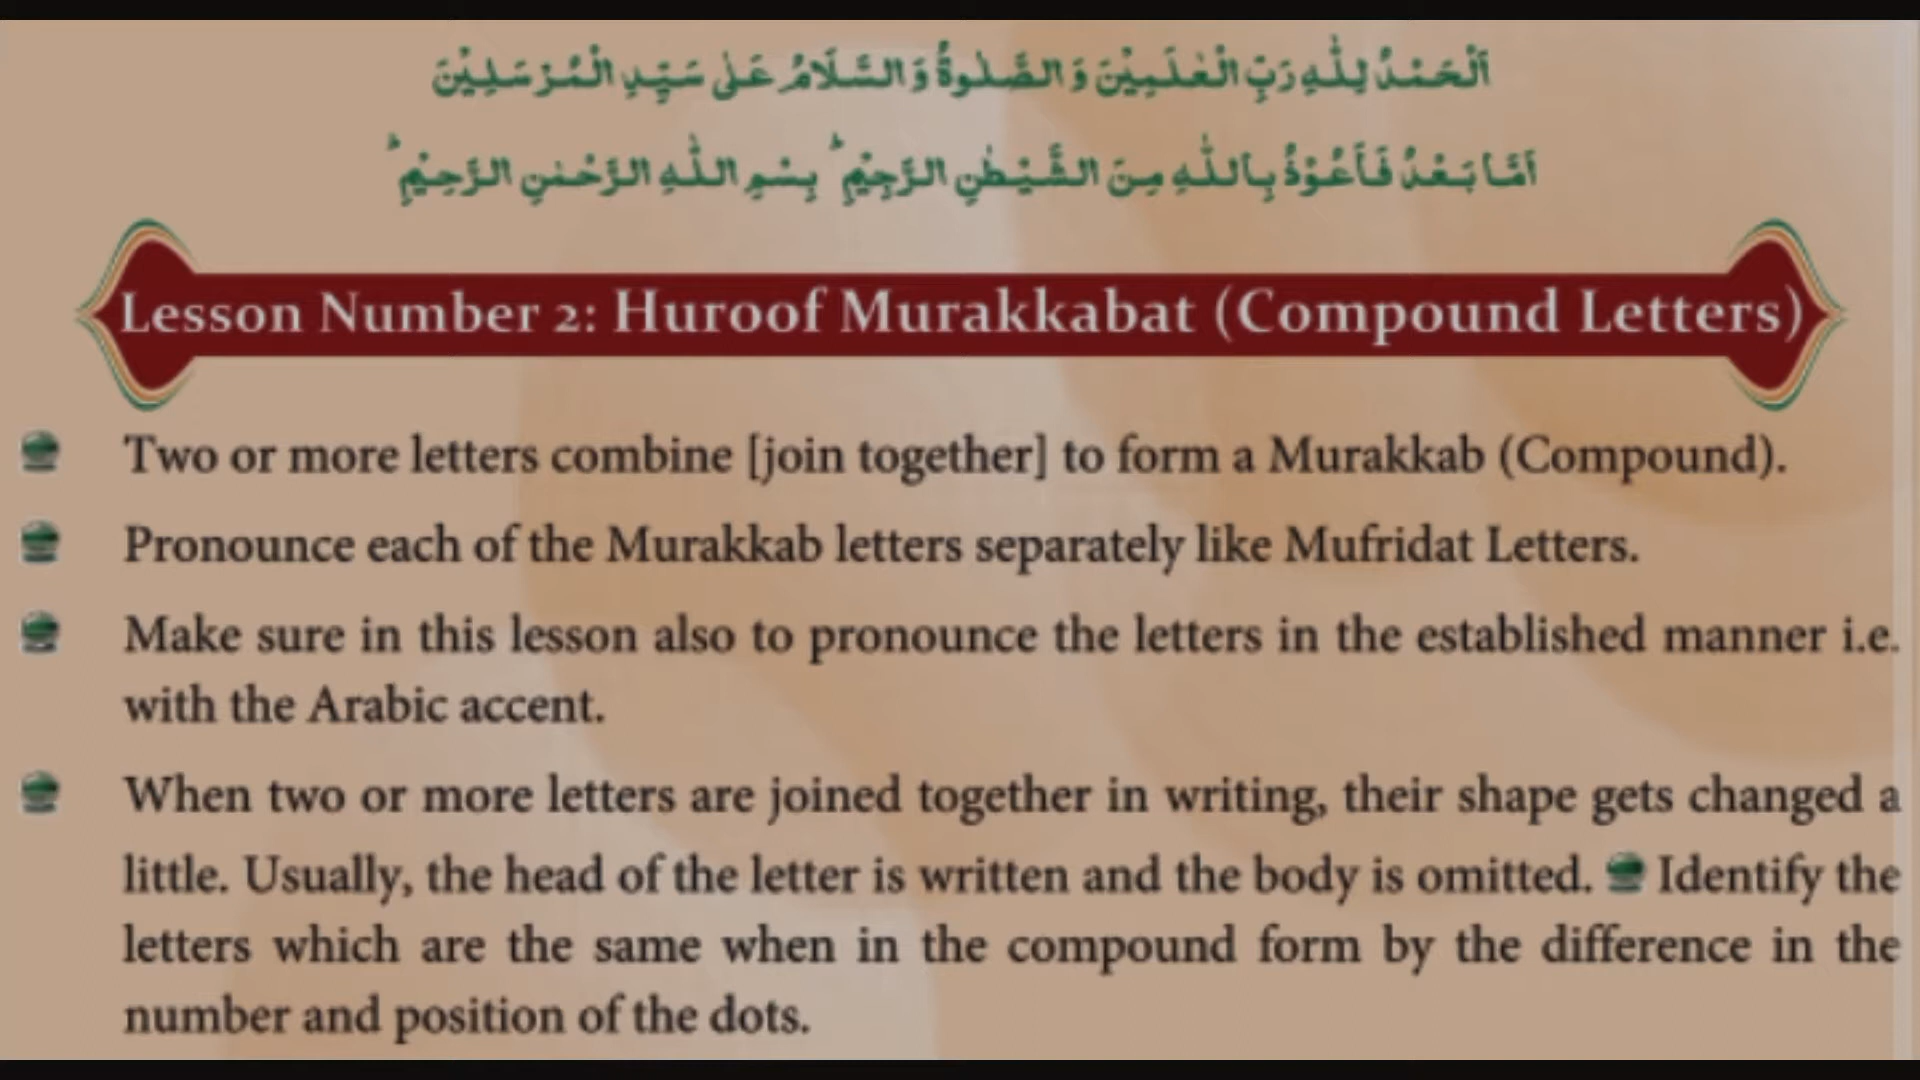 اَلْحَمْدُ لِلّٰهِ رَبِّ الْعٰلَمِيْنَ وَ الصَّلٰوةُ وَ السَّلَامُ عَلٰی سَيِّدِ الْمُرْسَلِيْنَ
اَمَّا بَعْدُ فَاَعُوْذُ بِاللّٰهِ مِنَ الشَّيْطٰنِ الرَّجِيْمِ ؕ بِسْمِ اللّٰهِ الرَّحْمٰنِ الرَّحِيْمِ ؕ
Lesson Number 2: Huroof Murakkabat (Compound Letters)
Two or more letters combine [join together] to form a Murakkab (Compound).
Pronounce each of the Murakkab letters separately like Mufridat Letters.
Make sure in this lesson also to pronounce the letters in the established manner i.e.
with the Arabic accent.
When two or more letters are joined together in writing, their shape gets changed a
little. Usually, the head of the letter is written and the body is omitted. Identify the
letters which are the same when in the compound form by the difference in the
number and position of the dots.